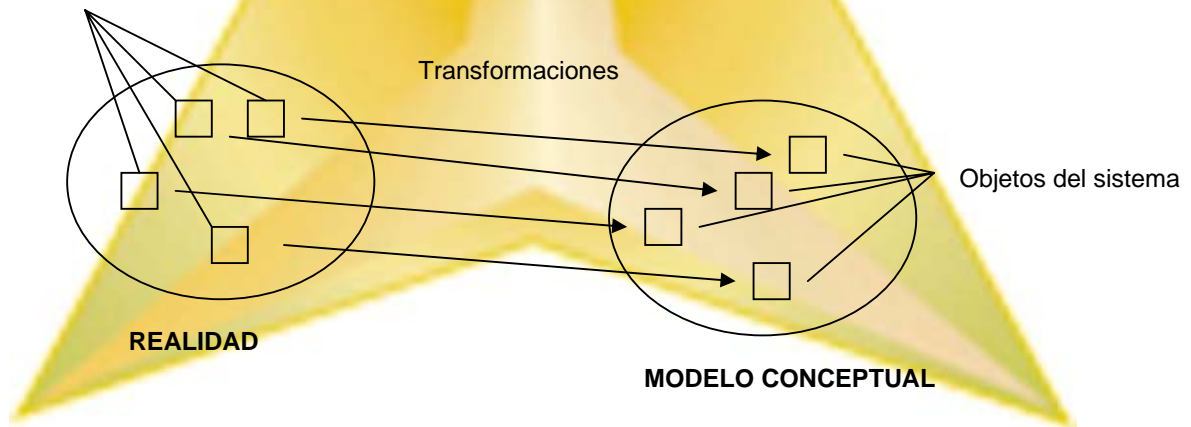 Transformaciones
Objetos del sistema
REALIDAD
MODELO CONCEPTUAL